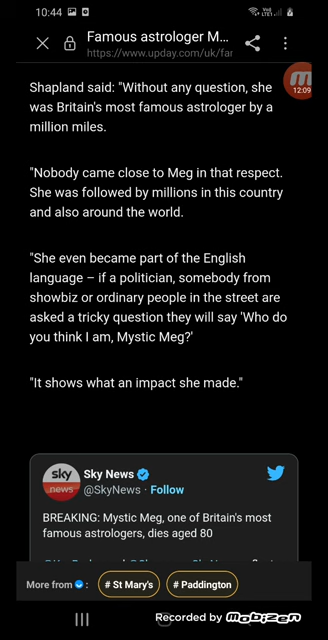 10:44
Famous astrologer M...
https://www.upday.com/uk/far
12:09
Shapland said: "Without any question, she
was Britain's most famous astrologer by a
million miles.
"Nobody came close to Meg in that respect.
She was followed by millions in this country
and also around the world.
"She even became part of the English
language – if a politician, somebody from
showbiz or ordinary people in the street are
asked a tricky question they will say 'Who do
you think I am, Mystic Meg?'
"It shows what an impact she made."
sky
news
Sky News
@SkyNews · Follow
BREAKING: Mystic Meg, one of Britain's most
famous astrologers, dies aged 80
More from :
# St Mary's
# Paddington
Recorded by mobizen